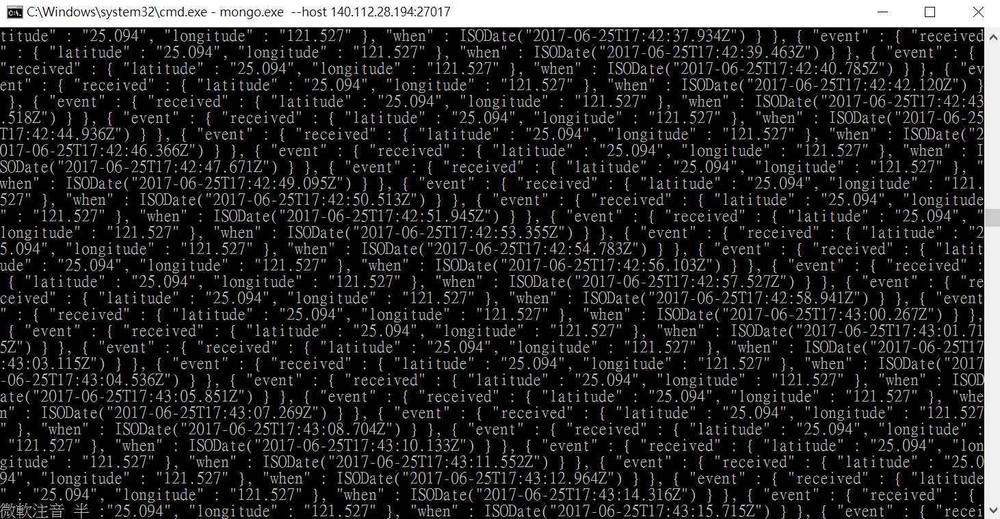 C:\Windows\system32\cmd.exe - mongo.exe  --host 140.112.28.194:27017
titude" : "25.094", "longitude" : "121.527" }, "when" : ISODate("2017-06-25T17:42:37.934Z") } }, { "event" : { "received
" : { "latitude" : "25.094", "longitude" : "121.527" }, "when" : ISODate("2017-06-25T17:42:39.463Z") } }, { "event" : {
"received" : { "latitude" : "25.094", "longitude" : "121.527" }, "when" : ISODate("2017-06-25T17:42:40.785Z") } }, { "ev
ent" : { "received" : { "latitude" : "25.094", "longitude" : "121.527" }, "when" : ISODate("2017-06-25T17:42:42.120Z") }
 }, { "event" : { "received" : { "latitude" : "25.094", "longitude" : "121.527" }, "when" : ISODate("2017-06-25T17:42:43
.518Z") } }, { "event" : { "received" : { "latitude" : "25.094", "longitude" : "121.527" }, "when" : ISODate("2017-06-25
T17:42:44.936Z") } }, { "event" : { "received" : { "latitude" : "25.094", "longitude" : "121.527" }, "when" : ISODate("2
017-06-25T17:42:46.366Z") } }, { "event" : { "received" : { "latitude" : "25.094", "longitude" : "121.527" }, "when" : I
SODate("2017-06-25T17:42:47.671Z") } }, { "event" : { "received" : { "latitude" : "25.094", "longitude" : "121.527" }, "
when" : ISODate("2017-06-25T17:42:49.095Z") } }, { "event" : { "received" : { "latitude" : "25.094", "longitude" : "121.
527" }, "when" : ISODate("2017-06-25T17:42:50.513Z") } }, { "event" : { "received" : { "latitude" : "25.094", "longitude
" : "121.527" }, "when" : ISODate("2017-06-25T17:42:51.945Z") } }, { "event" : { "received" : { "latitude" : "25.094", "
longitude" : "121.527" }, "when" : ISODate("2017-06-25T17:42:53.355Z") } }, { "event" : { "received" : { "latitude" : "2
5.094", "longitude" : "121.527" }, "when" : ISODate("2017-06-25T17:42:54.783Z") } }, { "event" : { "received" : { "latit
ude" : "25.094", "longitude" : "121.527" }, "when" : ISODate("2017-06-25T17:42:56.103Z") } }, { "event" : { "received" :
 { "latitude" : "25.094", "longitude" : "121.527" }, "when" : ISODate("2017-06-25T17:42:57.527Z") } }, { "event" : { "re
ceived" : { "latitude" : "25.094", "longitude" : "121.527" }, "when" : ISODate("2017-06-25T17:42:58.941Z") } }, { "event
" : { "received" : { "latitude" : "25.094", "longitude" : "121.527" }, "when" : ISODate("2017-06-25T17:43:00.267Z") } },
 { "event" : { "received" : { "latitude" : "25.094", "longitude" : "121.527" }, "when" : ISODate("2017-06-25T17:43:01.71
5Z") } }, { "event" : { "received" : { "latitude" : "25.094", "longitude" : "121.527" }, "when" : ISODate("2017-06-25T17
:43:03.115Z") } }, { "event" : { "received" : { "latitude" : "25.094", "longitude" : "121.527" }, "when" : ISODate("2017
-06-25T17:43:04.536Z") } }, { "event" : { "received" : { "latitude" : "25.094", "longitude" : "121.527" }, "when" : ISOD
ate("2017-06-25T17:43:05.851Z") } }, { "event" : { "received" : { "latitude" : "25.094", "longitude" : "121.527" }, "whe
n" : ISODate("2017-06-25T17:43:07.269Z") } }, { "event" : { "received" : { "latitude" : "25.094", "longitude" : "121.527
" }, "when" : ISODate("2017-06-25T17:43:08.704Z") } }, { "event" : { "received" : { "latitude" : "25.094", "longitude" :
 "121.527" }, "when" : ISODate("2017-06-25T17:43:10.133Z") } }, { "event" : { "received" : { "latitude" : "25.094", "lon
gitude" : "121.527" }, "when" : ISODate("2017-06-25T17:43:11.552Z") } }, { "event" : { "received" : { "latitude" : "25.0
94", "longitude" : "121.527" }, "when" : ISODate("2017-06-25T17:43:12.964Z") } }, { "event" : { "received" : { "latitude
" : "25.094", "longitude" : "121.527" }, "when" : ISODate("2017-06-25T17:43:14.316Z") } }, { "event" : { "received" : {
微軟注音 半 :"25.094", "longitude" : "121.527" }, "when" : ISODate("2017-06-25T17:43:15.715Z") } }, { "event" : { "recei